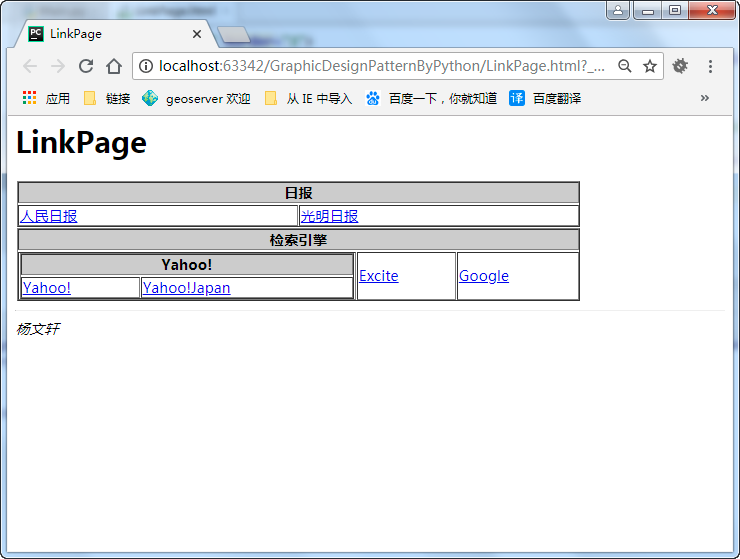 LinkPage
localhost:63342/GraphicDesignPatternByPython/LinkPage.html?_...
应用 链接 geoserver 欢迎 从 IE 中导入 百度一下，你就知道 译 百度翻译 »
LinkPage
日报
人民日报 光明日报
检索引擎
Yahoo!
Yahoo! Yahoo!Japan Excite Google
杨文轩